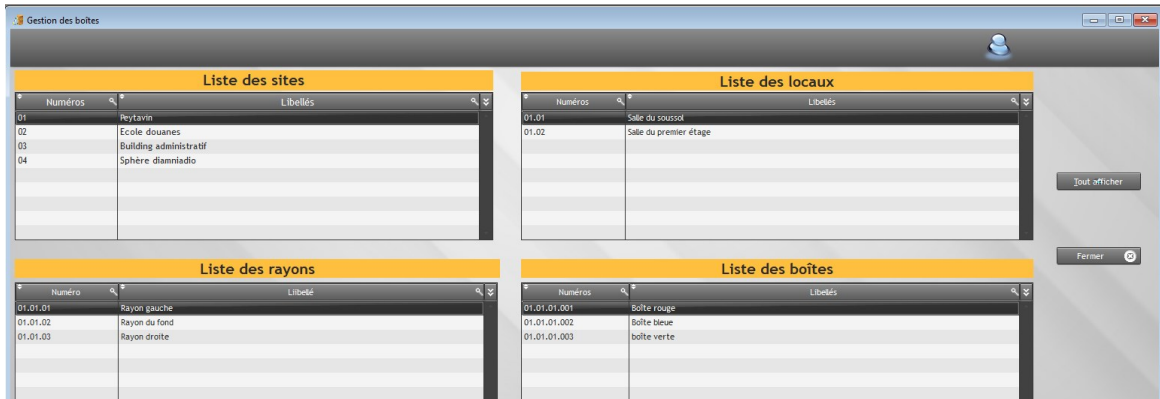 Gestion des boîtes
Liste des sites
Numéros Libellés
01 Peytavin
02 Ecole douanes
03 Building administratif
04 Sphère diamniadio
Liste des locaux
Numéros Libellés
01.01 Salle du soussol
01.02 Salle du premier étage
Tout afficher
Fermer
Liste des rayons
Numéro Libellé
01.01.01 Rayon gauche
01.01.02 Rayon du fond
01.01.03 Rayon droite
Liste des boîtes
Numéros Libellés
01.01.01.001 Boîte rouge
01.01.01.002 Boîte bleue
01.01.01.003 boîte verte